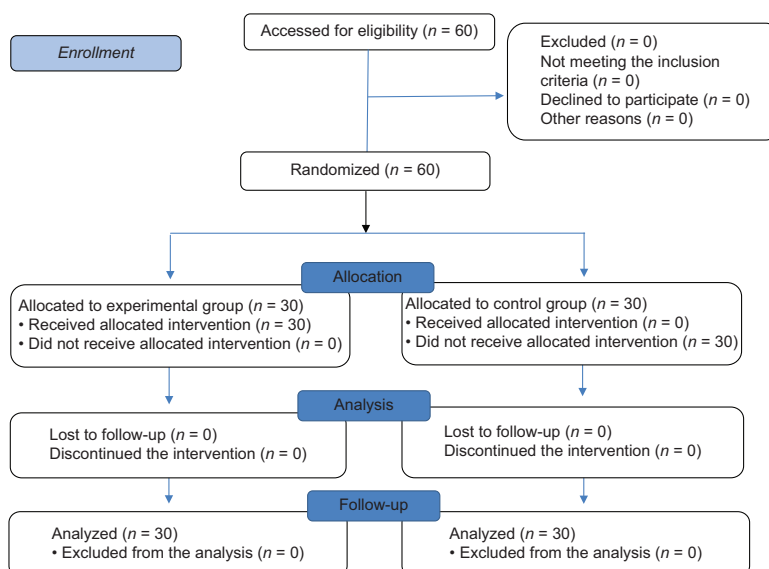 Accessed for eligibility (n = 60)
Enrollment
Excluded (n = 0)
Not meeting the inclusion
criteria (n = 0)
Declined to participate (n = 0)
Other reasons (n = 0)
Randomized (n = 60)
Allocation
Allocated to experimental group (n = 30)
• Received allocated intervention (n = 30)
• Did not receive allocated intervention (n = 0)
Allocated to control group (n = 30)
• Received allocated intervention (n = 0)
• Did not receive allocated intervention (n = 30)
Analysis
Lost to follow-up (n = 0)
Discontinued the intervention (n = 0)
Lost to follow-up (n = 0)
Discontinued the intervention (n = 0)
Follow-up
Analyzed (n = 30)
• Excluded from the analysis (n = 0)
Analyzed (n = 30)
• Excluded from the analysis (n = 0)